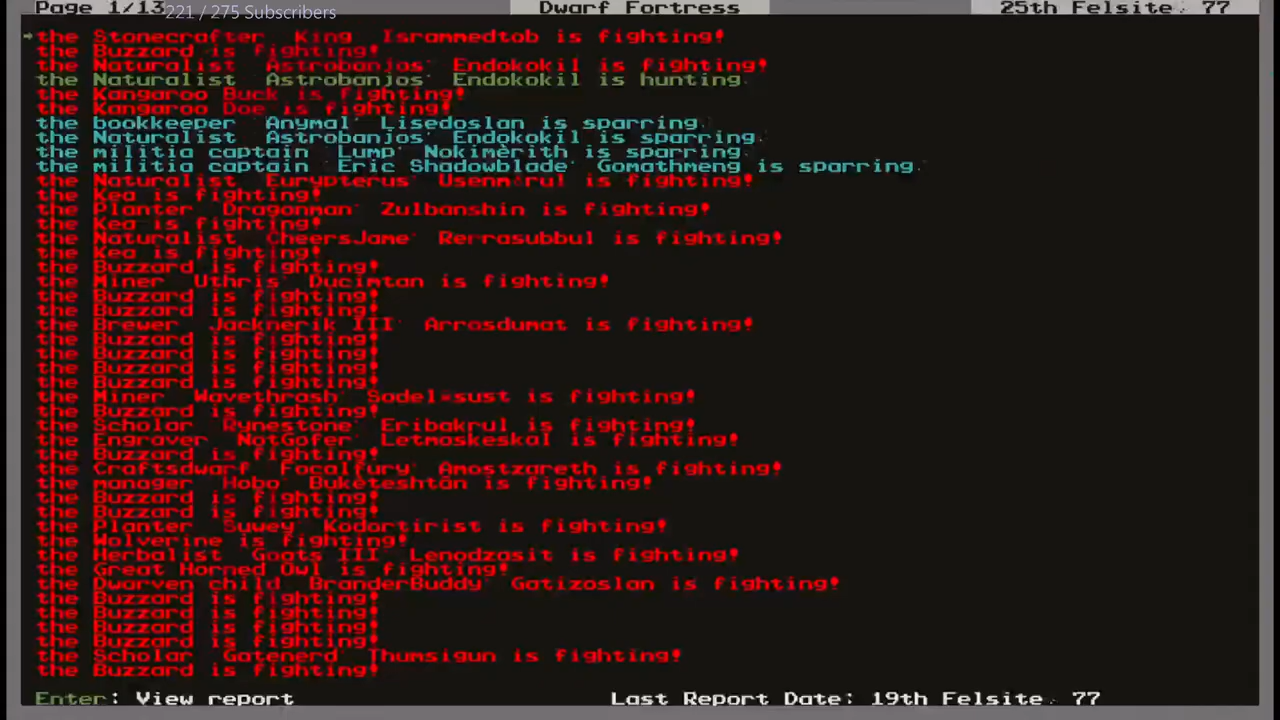 Page 1/13
221 / 275 Subscribers
Dwarf Fortress
25th Felsite, 77
the Stonecrafter King Isrammedtob is fighting!
the Buzzard is fighting!
the Naturalist Astrobanjos' Endokokil is fighting!
the Naturalist Astrobanjos' Endokokil is hunting.
the Kangaroo Buck is fighting!
the Kangaroo Doe is fighting!
the bookkeeper 'Anymal' Lisedoslan is sparring.
the Naturalist Astrobanjos' Endokokil is sparring.
the militia captain 'Lump' Nokimèrith is sparring.
the militia captain 'Eric Shadowblade' Gomathmeng is sparring.
the Naturalist 'Eurypterus' is fighting!
the Kea is fighting!
the Planter 'Dragonman' Zulbanshin is fighting!
the Kea is fighting!
the Naturalist 'CheersJame' Rerrasubbul is fighting!
the Kea is fighting!
the Buzzard is fighting!
the Miner 'Uthris' Ducimtan is fighting!
the Buzzard is fighting!
the Buzzard is fighting!
the Brewer 'Jacknerik III' Arrosdumat is fighting!
the Buzzard is fighting!
the Buzzard is fighting!
the Buzzard is fighting!
the Buzzard is fighting!
the Miner 'Wavethrash' is fighting!
the Buzzard is fighting!
the Scholar 'Runestone' Eribakrul is fighting!
the Engraver 'NotGofer' Letmoskeskal is fighting!
the Buzzard is fighting!
the Craftsdwarf 'Focalfury' Amostzareth is fighting!
the manager 'Hobo' Bukèteshtân is fighting!
the Buzzard is fighting!
the Buzzard is fighting!
the Planter 'Suwey' Kodortirist is fighting!
the Wolverine is fighting!
the Herbalist 'Goats III' Lenodzasit is fighting!
the Great Horned Owl is fighting!
the Dwarven child 'BranderBuddy' Gatizoslan is fighting!
the Buzzard is fighting!
the Buzzard is fighting!
the Buzzard is fighting!
the Buzzard is fighting!
the Scholar 'Gatenerd' Thumsigun is fighting!
the Buzzard is fighting!
Enter: View report
Last Report Date: 19th Felsite, 77